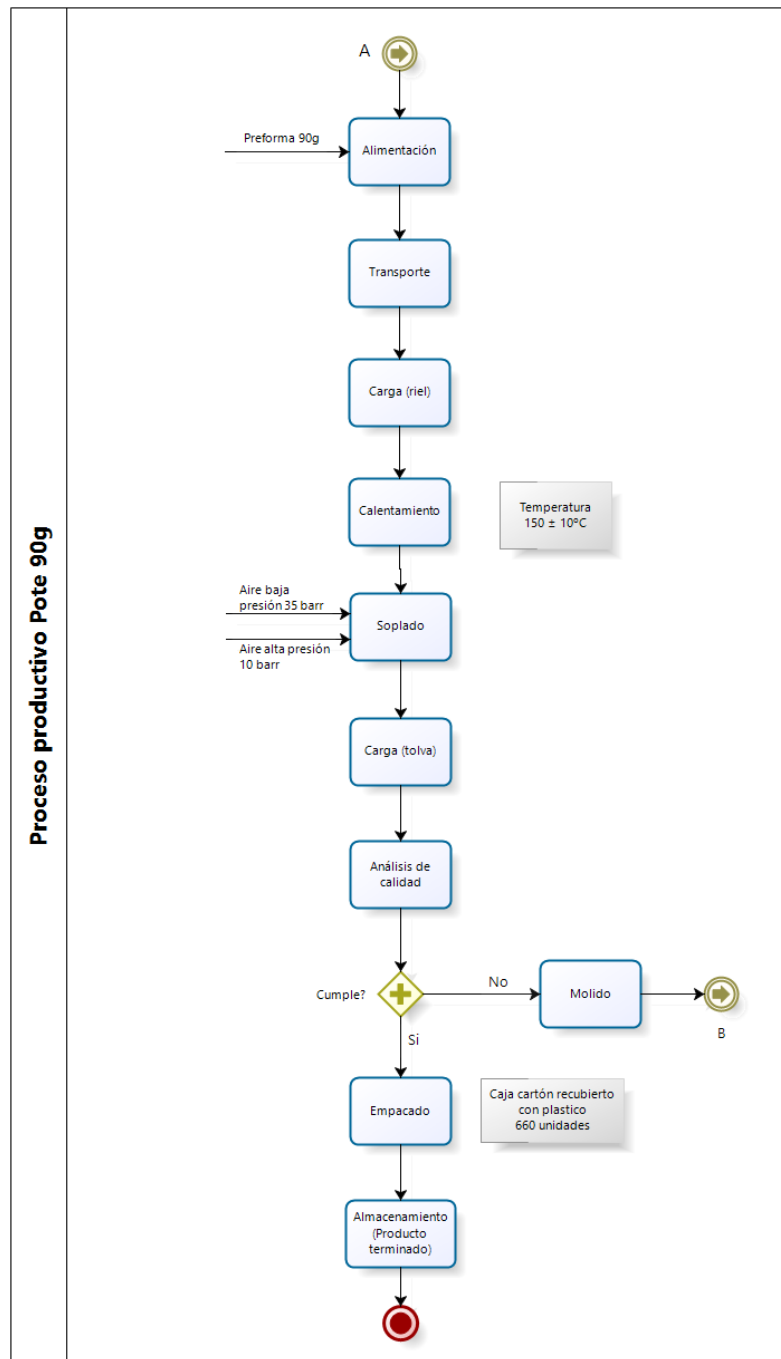 Proceso productivo Pote 90g
A
Preforma 90g
Alimentación
Transporte
Carga (riel)
Calentamiento
Temperatura
150 ± 10ºC
Aire baja
presión 35 barr
Aire alta presión
10 barr
Soplado
Carga (tolva)
Análisis de
calidad
Cumple?
No
Molido
B
Si
Empacado
Caja cartón recubierto
con plastico
660 unidades
Almacenamiento
(Producto
terminado)